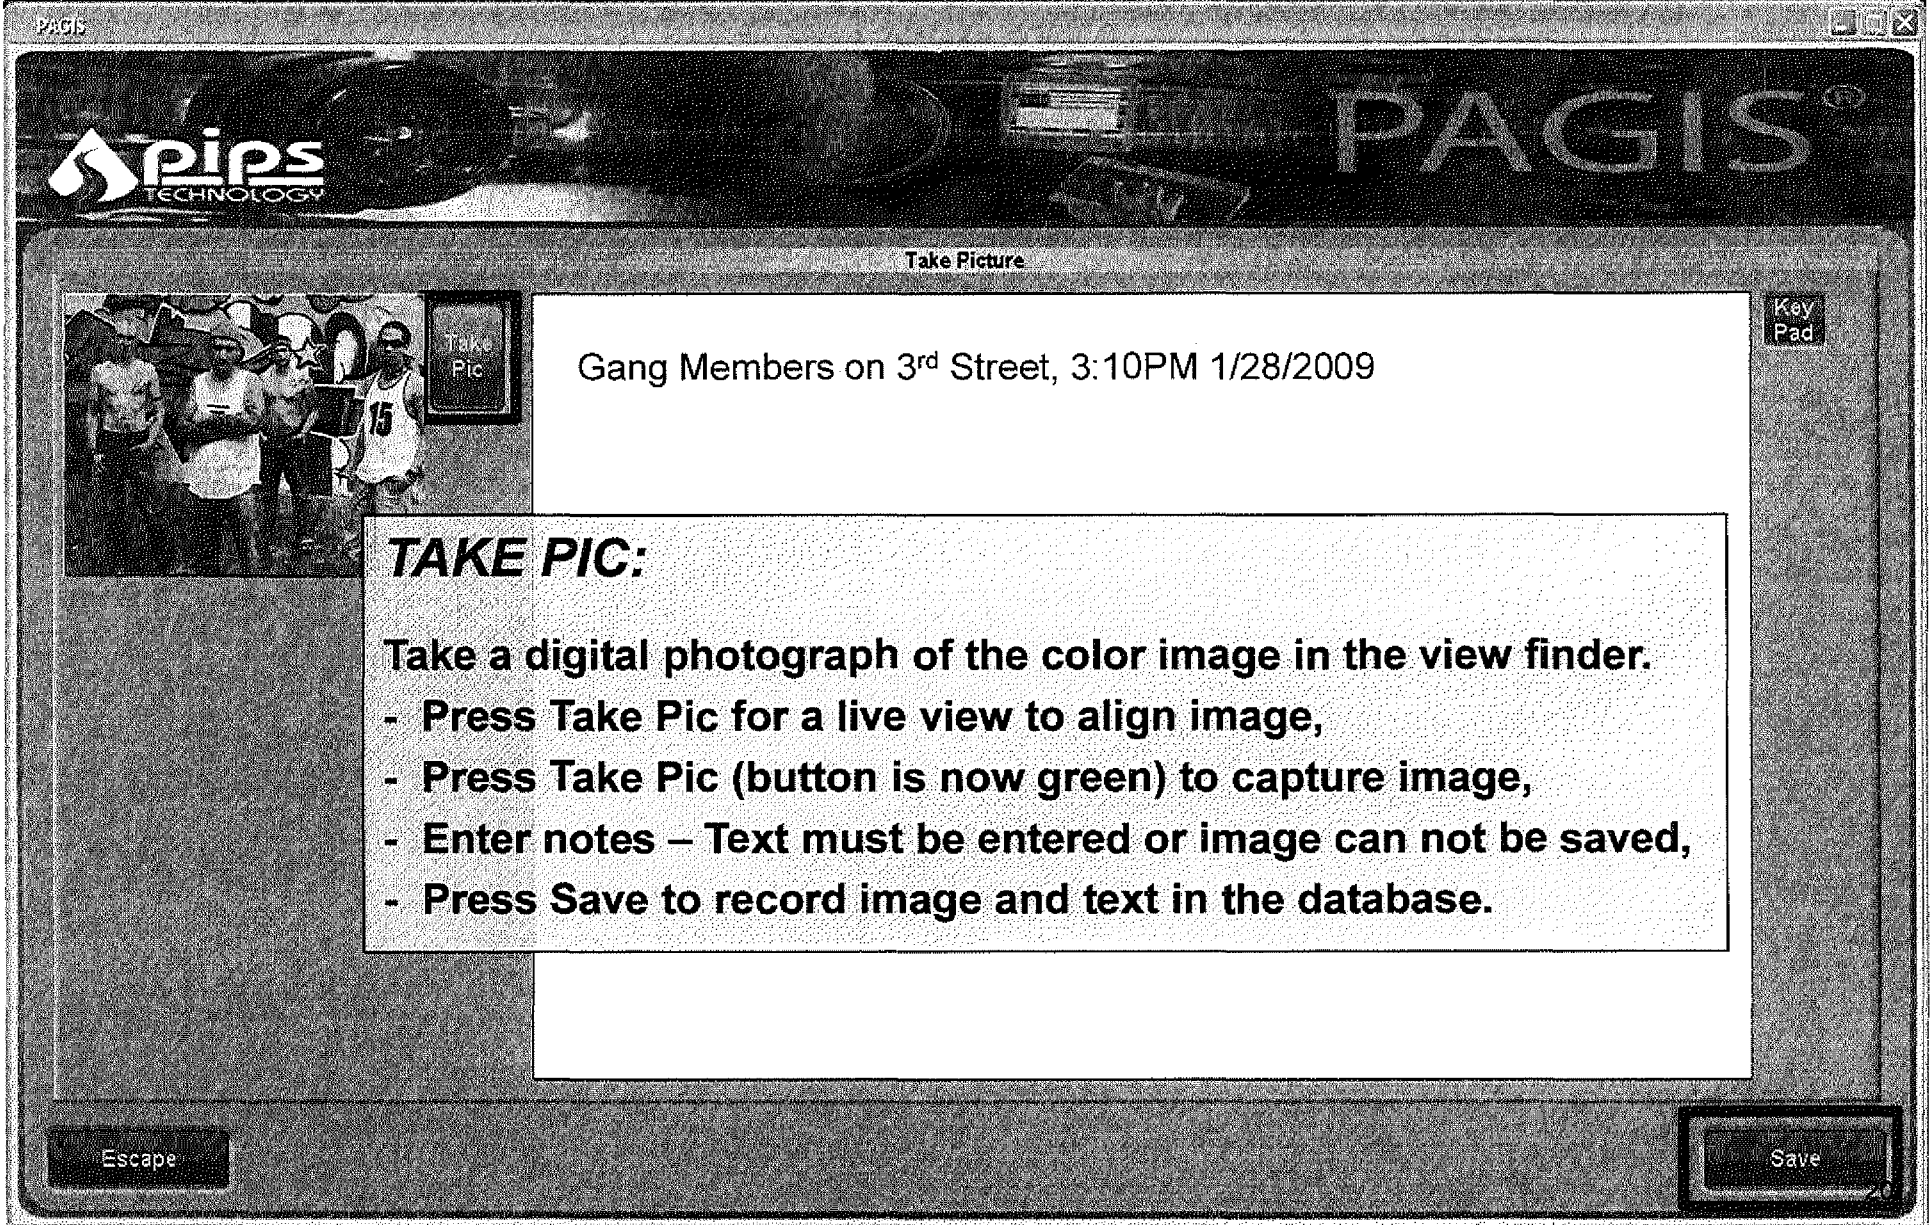 PAGIS
pips
TECHNOLOGY
PAGIS®
Take Picture
Take
Pic
15
Gang Members on 3rd Street, 3:10PM 1/28/2009
Key
Pad
TAKE PIC:
Take a digital photograph of the color image in the view finder.
- Press Take Pic for a live view to align image,
- Press Take Pic (button is now green) to capture image,
- Enter notes – Text must be entered or image can not be saved,
- Press Save to record image and text in the database.
Escape
Save
20